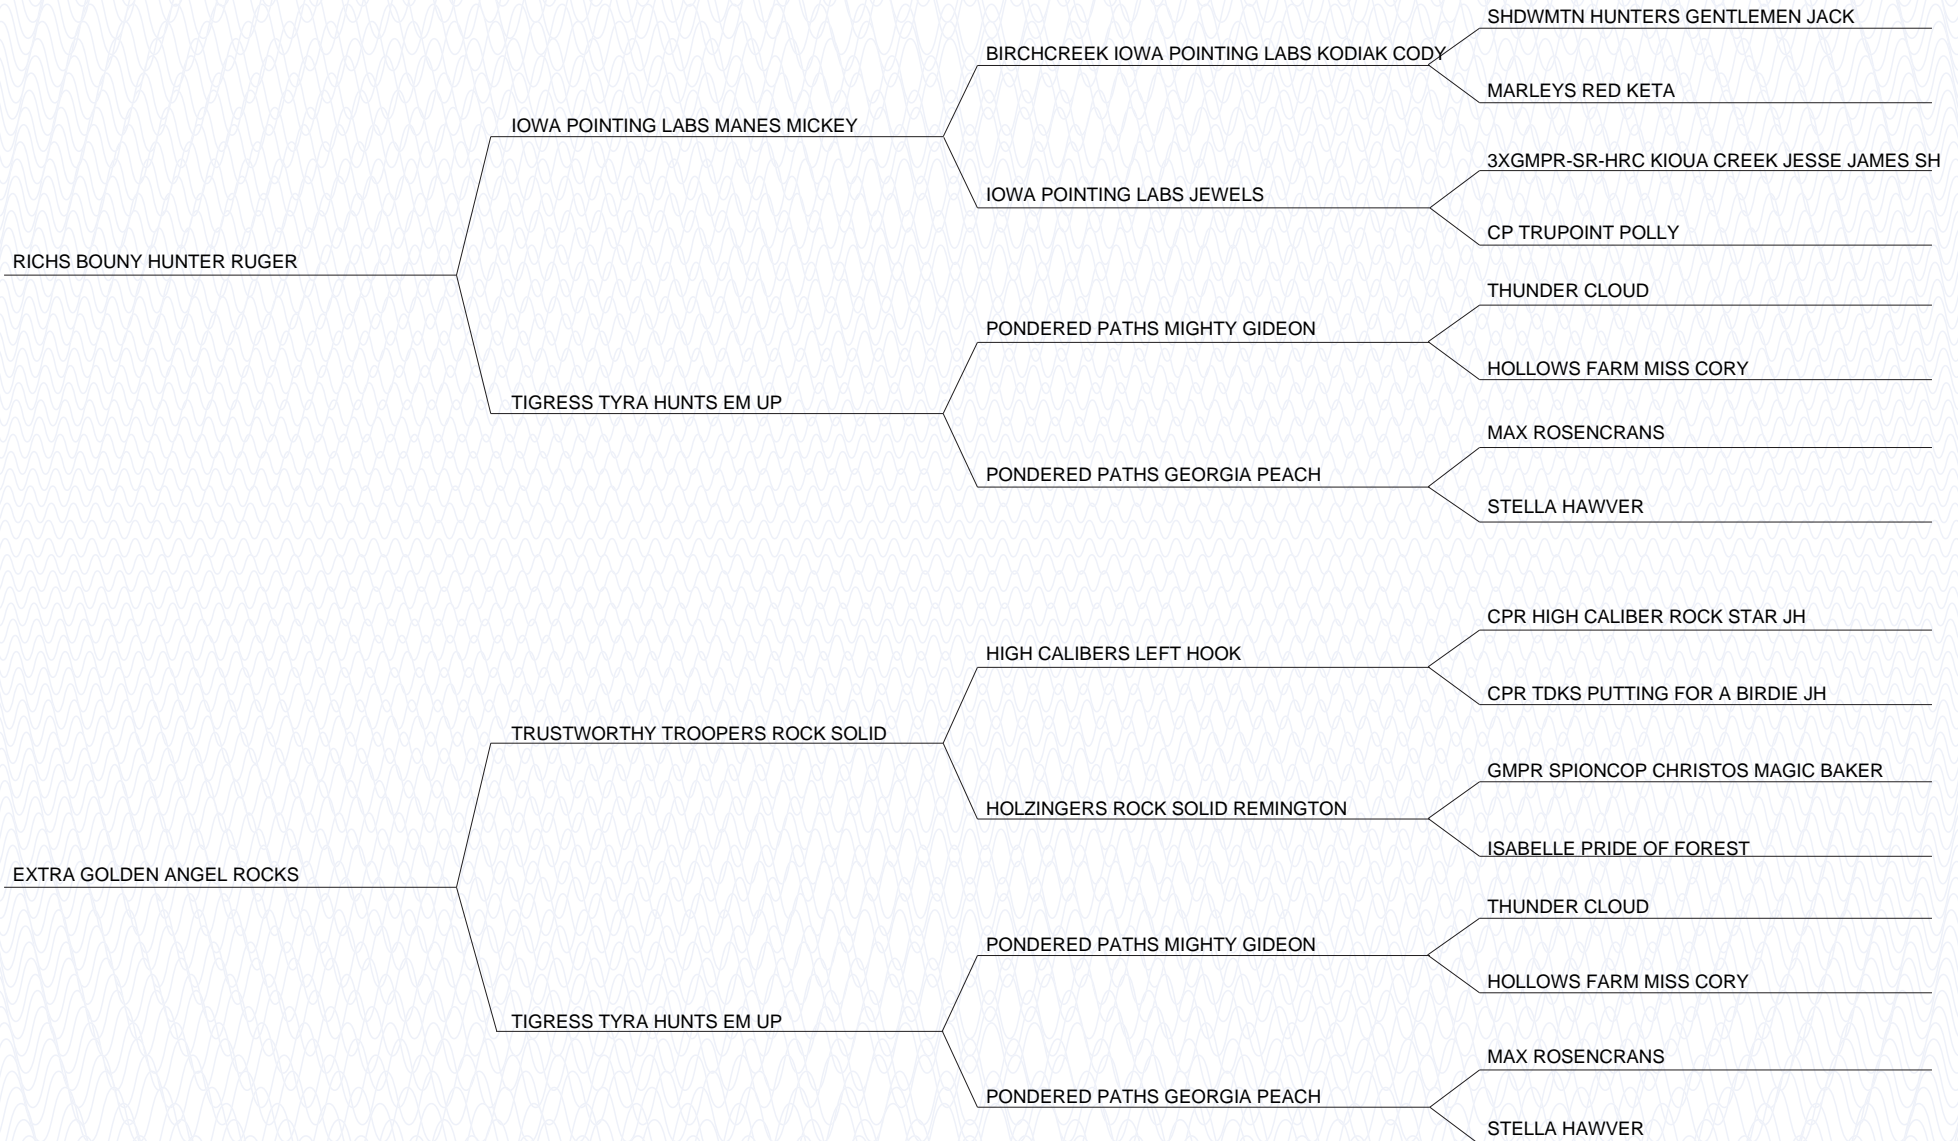 SHDWMTN HUNTERS GENTLEMEN JACK
BIRCHCREEK IOWA POINTING LABS KODIAK CODY
MARLEYS RED KETA
IOWA POINTING LABS MANES MICKEY
3XGMPR-SR-HRC KIOUA CREEK JESSE JAMES SH
IOWA POINTING LABS JEWELS
CP TRUPOINT POLLY
RICHS BOUNY HUNTER RUGER
THUNDER CLOUD
PONDERED PATHS MIGHTY GIDEON
HOLLOWS FARM MISS CORY
TIGRESS TYRA HUNTS EM UP
MAX ROSENCRANS
PONDERED PATHS GEORGIA PEACH
STELLA HAWVER
CPR HIGH CALIBER ROCK STAR JH
HIGH CALIBERS LEFT HOOK
CPR TDKS PUTTING FOR A BIRDIE JH
TRUSTWORTHY TROOPERS ROCK SOLID
GMPR SPIONCOP CHRISTOS MAGIC BAKER
HOLZINGERS ROCK SOLID REMINGTON
ISABELLE PRIDE OF FOREST
EXTRA GOLDEN ANGEL ROCKS
THUNDER CLOUD
PONDERED PATHS MIGHTY GIDEON
HOLLOWS FARM MISS CORY
TIGRESS TYRA HUNTS EM UP
MAX ROSENCRANS
PONDERED PATHS GEORGIA PEACH
STELLA HAWVER